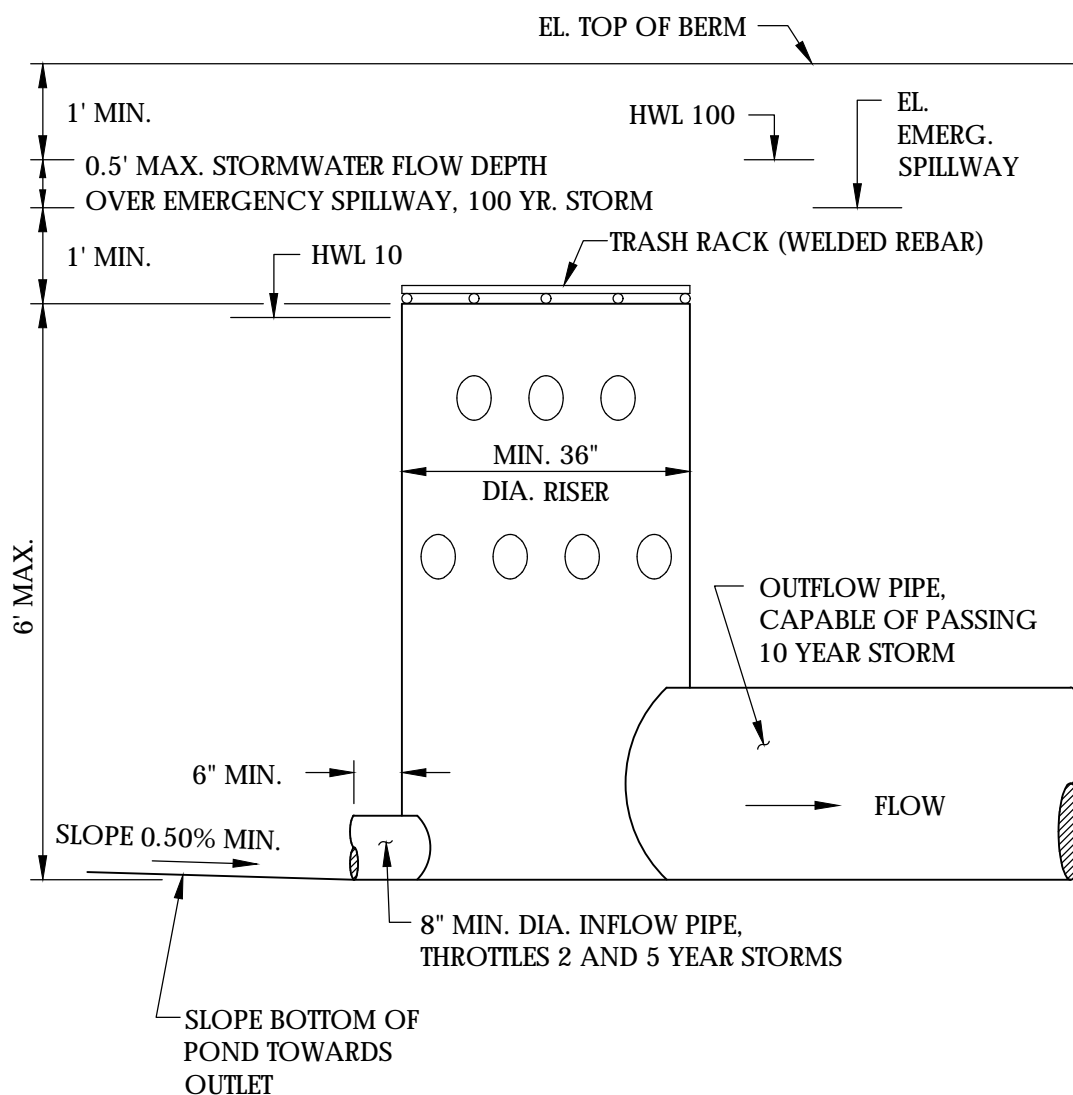 EL. TOP OF BERM
1' MIN.
HWL 100
EL.
EMERG.
SPILLWAY
0.5' MAX. STORMWATER FLOW DEPTH
OVER EMERGENCY SPILLWAY, 100 YR. STORM
1' MIN.
HWL 10
TRASH RACK (WELDED REBAR)
MIN. 36"
DIA. RISER
6' MAX.
OUTFLOW PIPE,
CAPABLE OF PASSING
10 YEAR STORM
6" MIN.
FLOW
SLOPE 0.50% MIN.
8" MIN. DIA. INFLOW PIPE,
THROTTLES 2 AND 5 YEAR STORMS
SLOPE BOTTOM OF
POND TOWARDS
OUTLET